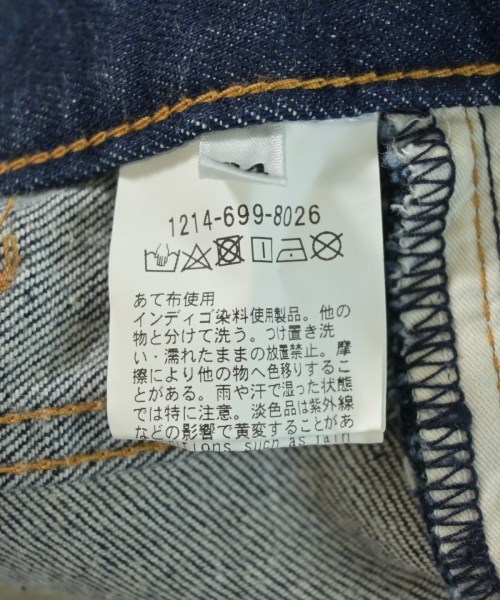 1214-699-8026
あて布使用
インディゴ染料使用製品。他の
物と分けて洗う。つけ置き洗
い・濡れたままの放置禁止。摩
擦により他の物へ色移りするこ
とがある。雨や汗で湿った状態
では特に注意。淡色品は紫外線
などの影響で黄変することがあ
such as rain